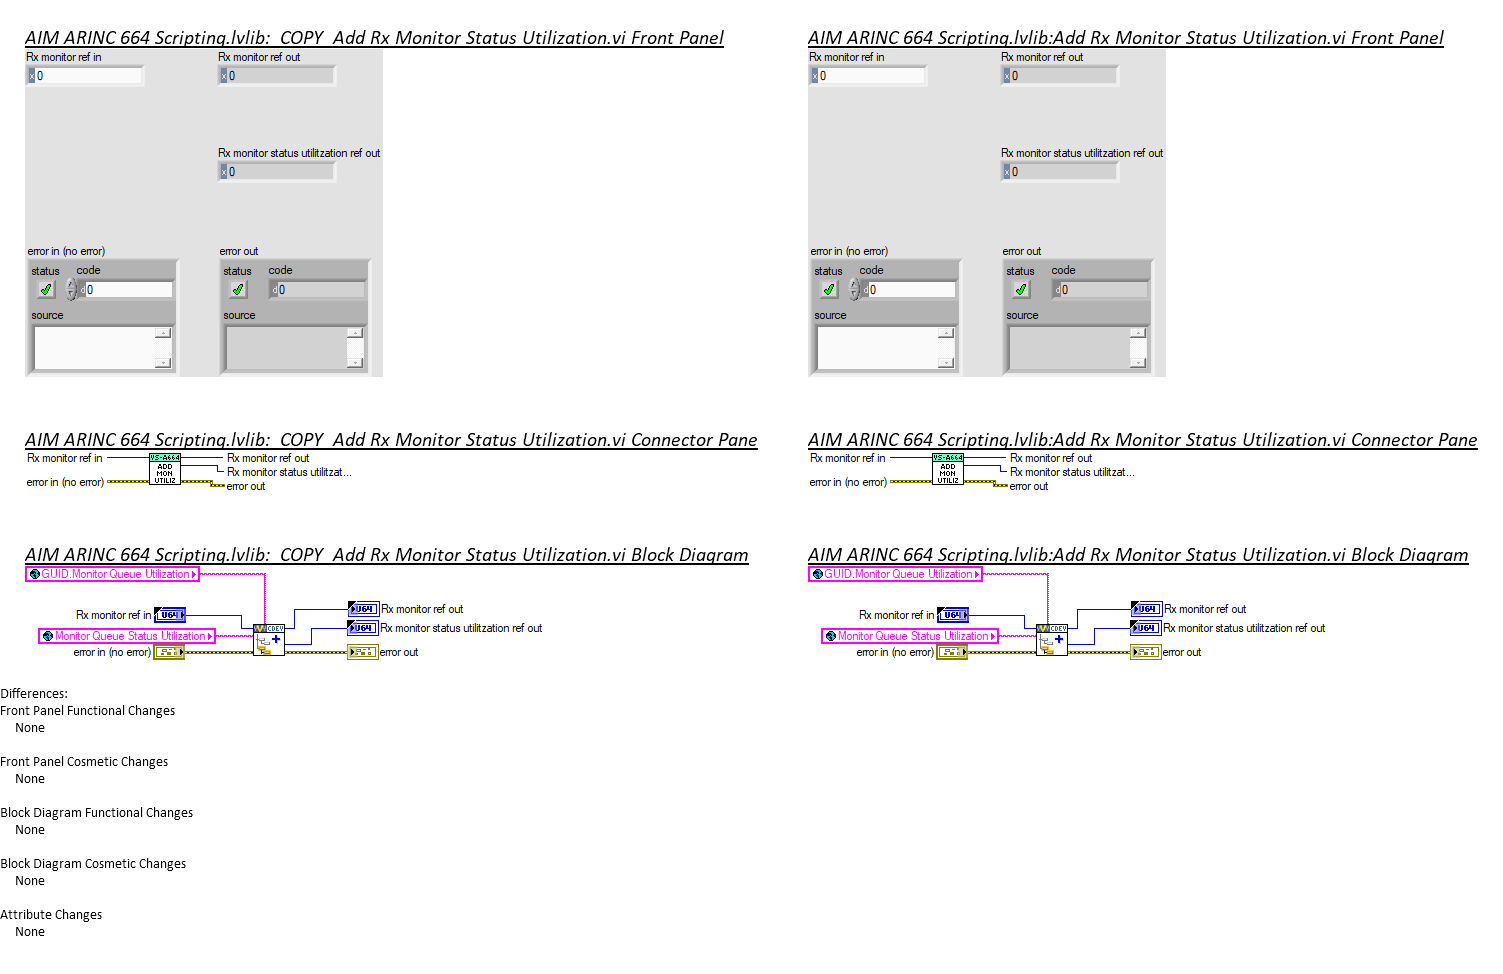 AIM ARINC 664 Scripting.lvlib:  COPY  Add Rx Monitor Status Utilization.vi Front Panel
Rx monitor ref in
Rx monitor ref out
x 0
x 0
Rx monitor status utilitzation ref out
x 0
error in (no error)
error out
status
code
status
code
d 0
d 0
source
source
AIM ARINC 664 Scripting.lvlib:Add Rx Monitor Status Utilization.vi Front Panel
Rx monitor ref in
Rx monitor ref out
x 0
x 0
Rx monitor status utilitzation ref out
x 0
error in (no error)
error out
status
code
status
code
d 0
d 0
source
source
AIM ARINC 664 Scripting.lvlib:  COPY  Add Rx Monitor Status Utilization.vi Connector Pane
Rx monitor ref in
VS-A664
ADD
MON
UTILIZ
Rx monitor ref out
Rx monitor status utilitzat...
error in (no error)
error out
AIM ARINC 664 Scripting.lvlib:Add Rx Monitor Status Utilization.vi Connector Pane
Rx monitor ref in
VS-A664
ADD
MON
UTILIZ
Rx monitor ref out
Rx monitor status utilitzat...
error in (no error)
error out
AIM ARINC 664 Scripting.lvlib:  COPY  Add Rx Monitor Status Utilization.vi Block Diagram
GUID.Monitor Queue Utilization
Rx monitor ref in
U64
U64
Rx monitor ref out
CDEV
U64
Rx monitor status utilitzation ref out
Monitor Queue Status Utilization
error in (no error)
error out
AIM ARINC 664 Scripting.lvlib:Add Rx Monitor Status Utilization.vi Block Diagram
GUID.Monitor Queue Utilization
Rx monitor ref in
U64
U64
Rx monitor ref out
CDEV
U64
Rx monitor status utilitzation ref out
Monitor Queue Status Utilization
error in (no error)
error out
Differences:
Front Panel Functional Changes
None
Front Panel Cosmetic Changes
None
Block Diagram Functional Changes
None
Block Diagram Cosmetic Changes
None
Attribute Changes
None